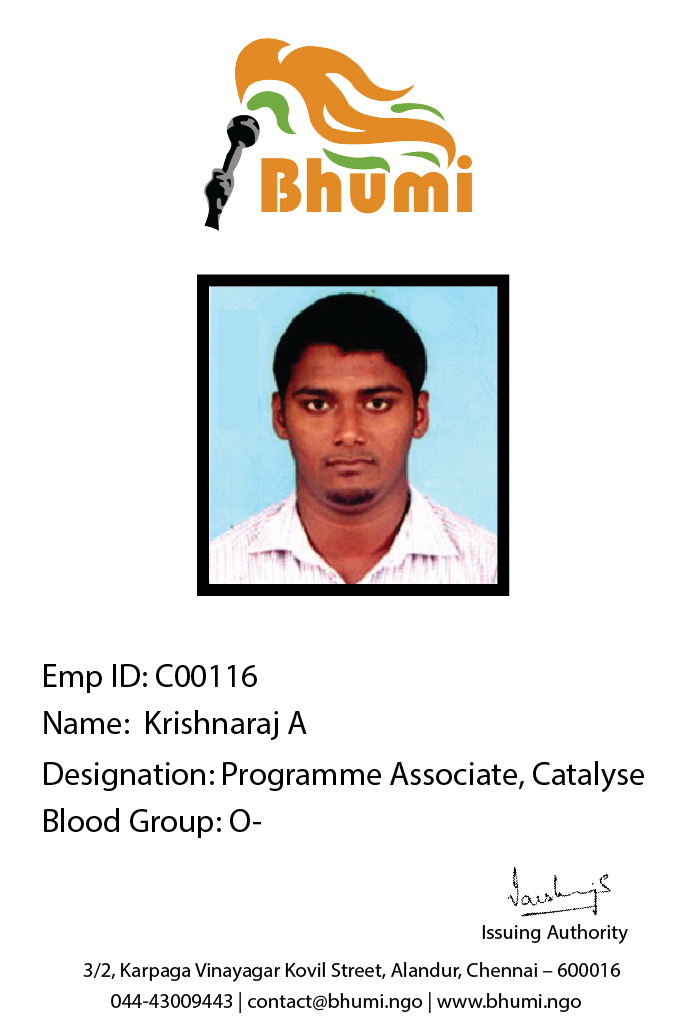 Bhumi
Emp ID: C00116
Name: Krishnaraj A
Designation: Programme Associate, Catalyse
Blood Group: O-
Issuing Authority
3/2, Karpaga Vinayagar Kovil Street, Alandur, Chennai – 600016
044-43009443 | contact@bhumi.ngo | www.bhumi.ngo